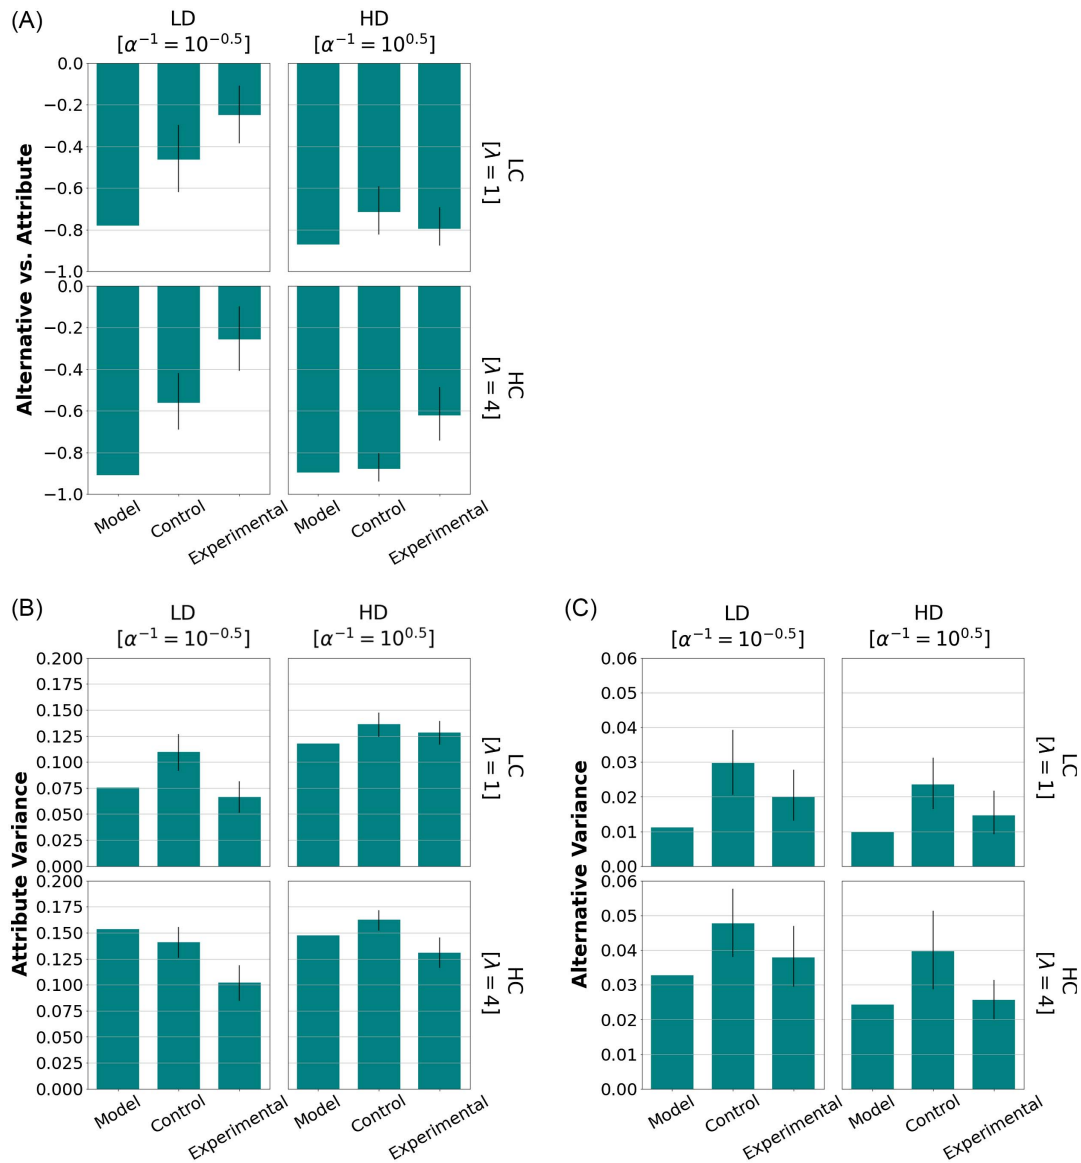 (A)
LD
[α⁻¹ = 10⁻⁰·⁵]
HD
[α⁻¹ = 10⁰·⁵]
Alternative vs. Attribute
0.0
−0.2
−0.4
−0.6
−0.8
−1.0
LC
[λ = 1]
0.0
−0.2
−0.4
−0.6
−0.8
−1.0
HC
[λ = 4]
Model
Control
Experimental
Model
Control
Experimental
(B)
LD
[α⁻¹ = 10⁻⁰·⁵]
HD
[α⁻¹ = 10⁰·⁵]
Attribute Variance
0.200
0.175
0.150
0.125
0.100
0.075
0.050
0.025
0.000
LC
[λ = 1]
0.200
0.175
0.150
0.125
0.100
0.075
0.050
0.025
0.000
HC
[λ = 4]
Model
Control
Experimental
Model
Control
Experimental
(C)
LD
[α⁻¹ = 10⁻⁰·⁵]
HD
[α⁻¹ = 10⁰·⁵]
Alternative Variance
0.06
0.05
0.04
0.03
0.02
0.01
0.00
LC
[λ = 1]
0.06
0.05
0.04
0.03
0.02
0.01
0.00
HC
[λ = 4]
Model
Control
Experimental
Model
Control
Experimental